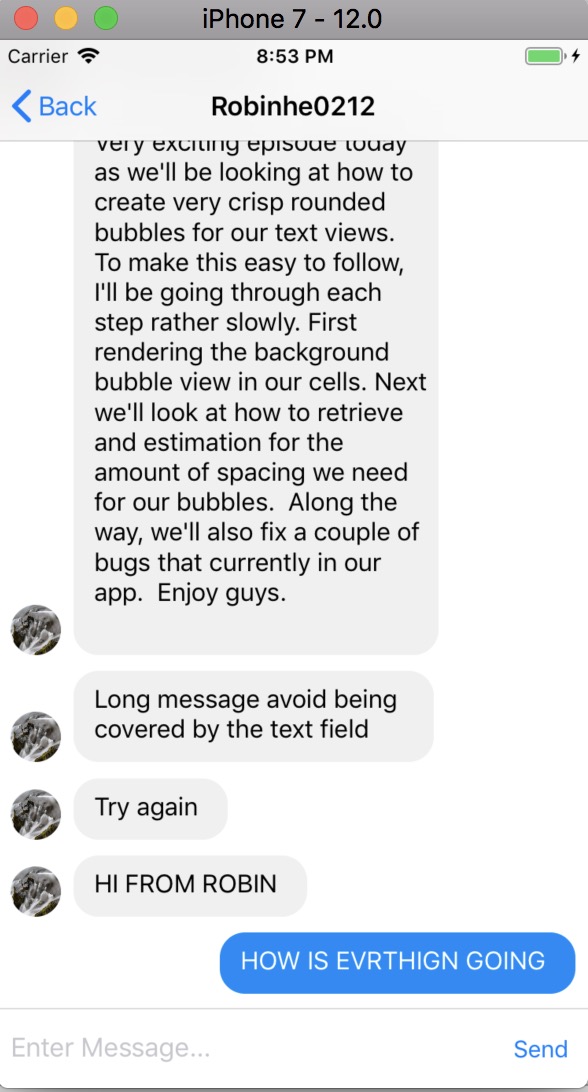 iPhone 7 - 12.0
Carrier 8:53 PM
Back Robinhe0212
Very exciting episode today
as we'll be looking at how to
create very crisp rounded
bubbles for our text views.
To make this easy to follow,
I'll be going through each
step rather slowly. First
rendering the background
bubble view in our cells. Next
we'll look at how to retrieve
and estimation for the
amount of spacing we need
for our bubbles.  Along the
way, we'll also fix a couple of
bugs that currently in our
app.  Enjoy guys.
Long message avoid being
covered by the text field
Try again
HI FROM ROBIN
HOW IS EVRTHIGN GOING
Enter Message... Send